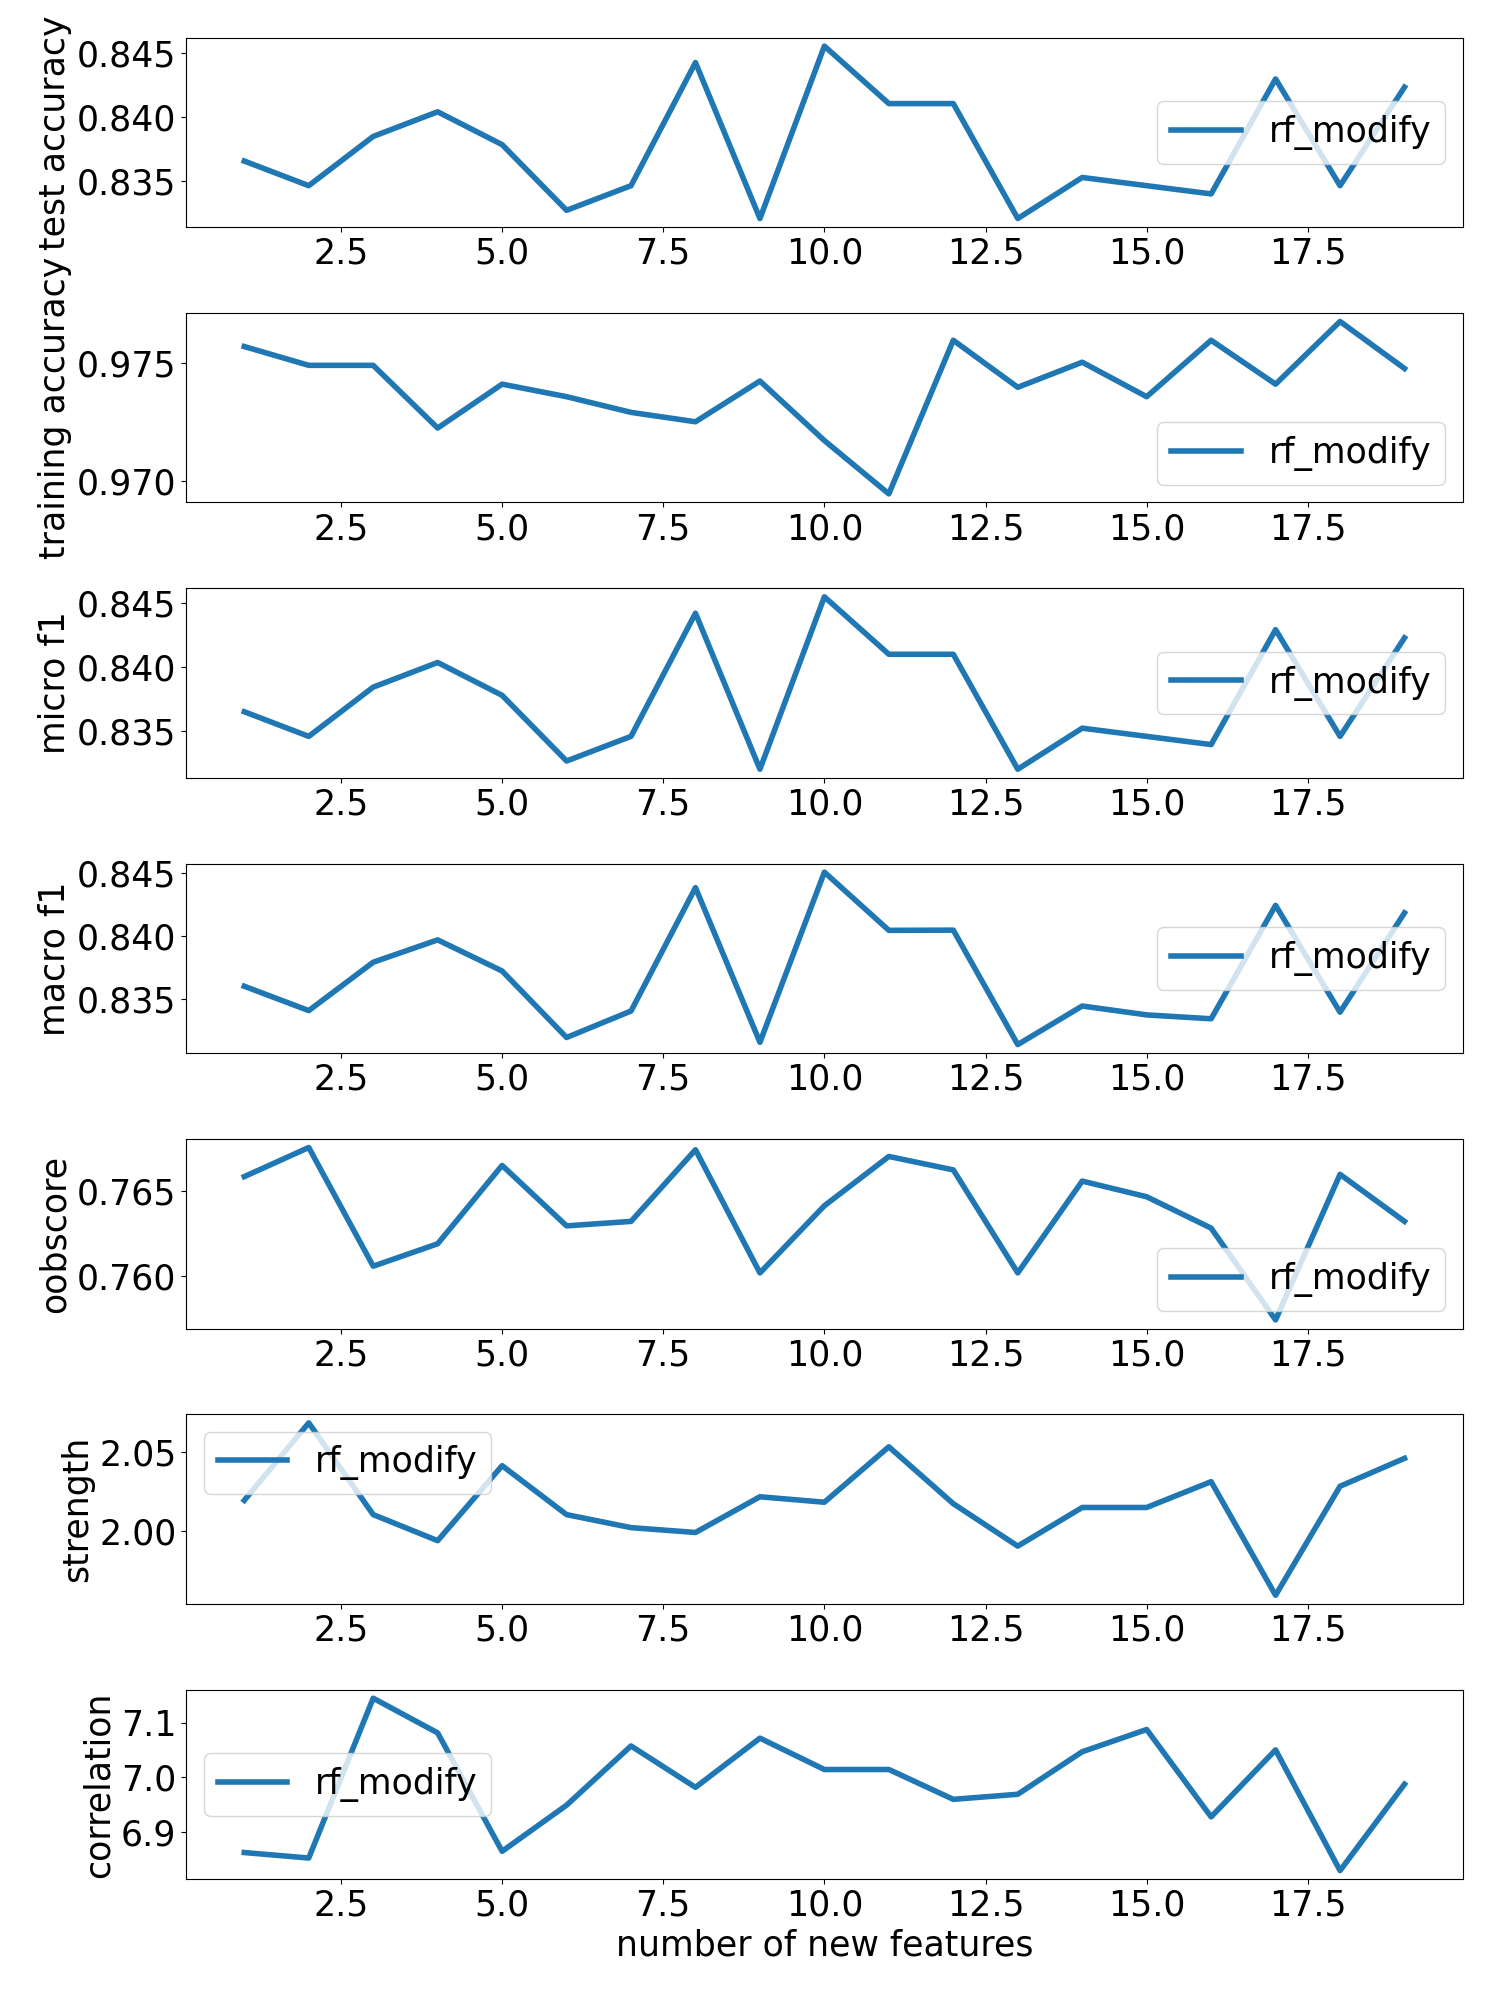 test accuracy
0.845
0.840
0.835
rf_modify
2.5 5.0 7.5 10.0 12.5 15.0 17.5
training accuracy
0.975
0.970
rf_modify
2.5 5.0 7.5 10.0 12.5 15.0 17.5
micro f1
0.845
0.840
0.835
rf_modify
2.5 5.0 7.5 10.0 12.5 15.0 17.5
macro f1
0.845
0.840
0.835
rf_modify
2.5 5.0 7.5 10.0 12.5 15.0 17.5
oobscore
0.765
0.760
rf_modify
2.5 5.0 7.5 10.0 12.5 15.0 17.5
strength
2.05
2.00
rf_modify
2.5 5.0 7.5 10.0 12.5 15.0 17.5
correlation
7.1
7.0
6.9
rf_modify
2.5 5.0 7.5 10.0 12.5 15.0 17.5
number of new features